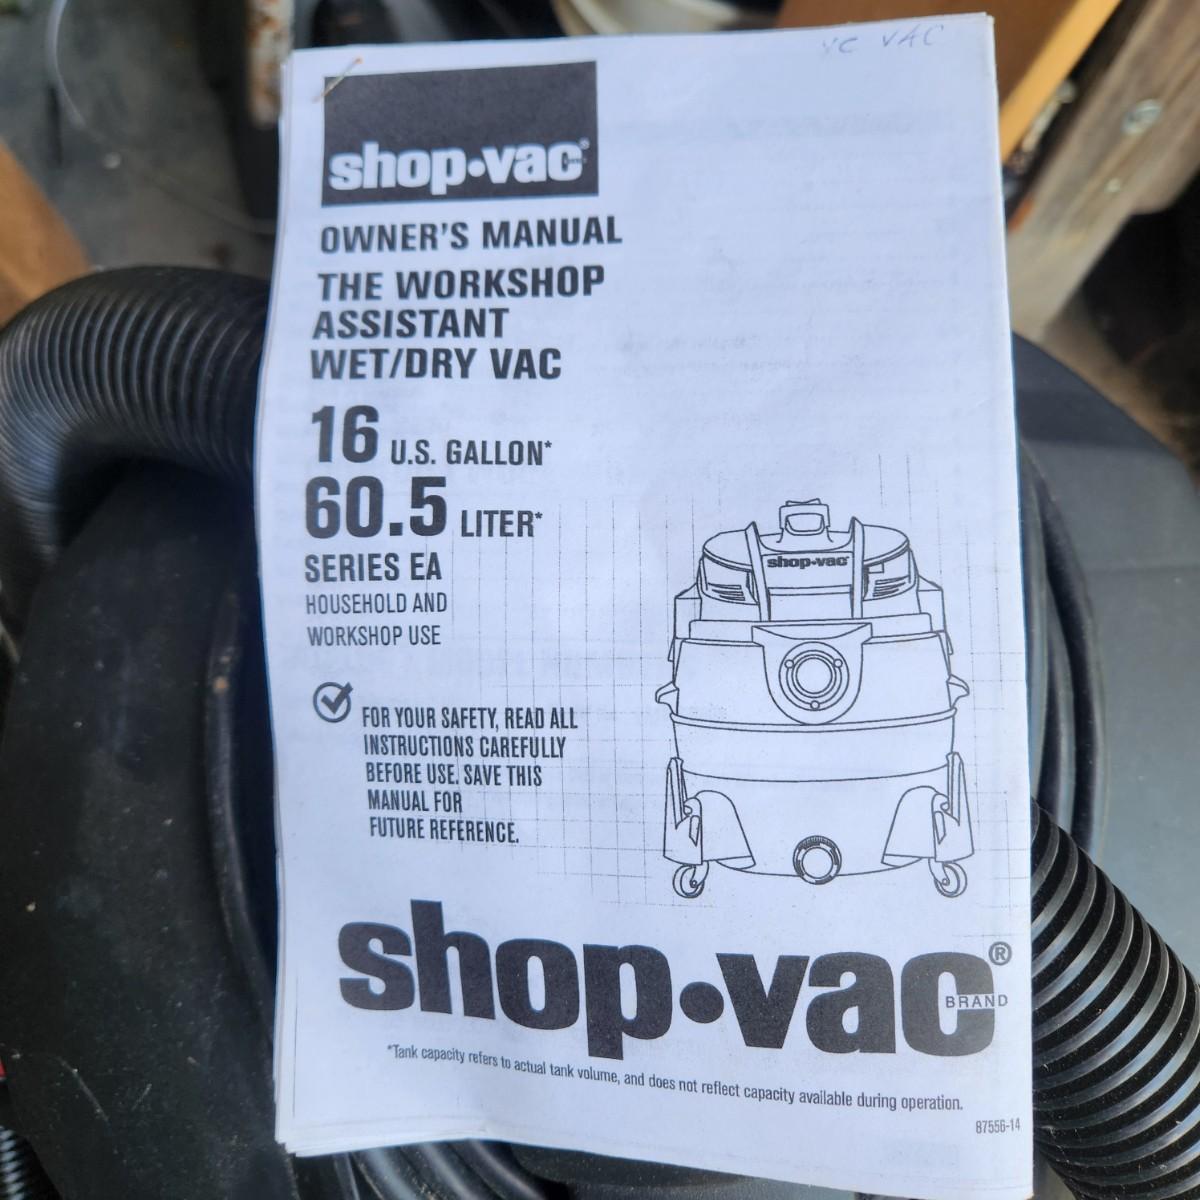 vc VAC
shop•vac®
OWNER'S MANUAL
THE WORKSHOP
ASSISTANT
WET/DRY VAC
16 U.S. GALLON*
60.5 LITER*
SERIES EA
HOUSEHOLD AND
WORKSHOP USE
FOR YOUR SAFETY, READ ALL
INSTRUCTIONS CAREFULLY
BEFORE USE. SAVE THIS
MANUAL FOR
FUTURE REFERENCE.
shop•vac
shop•vac®
BRAND
*Tank capacity refers to actual tank volume, and does not reflect capacity available during operation.
87556-14